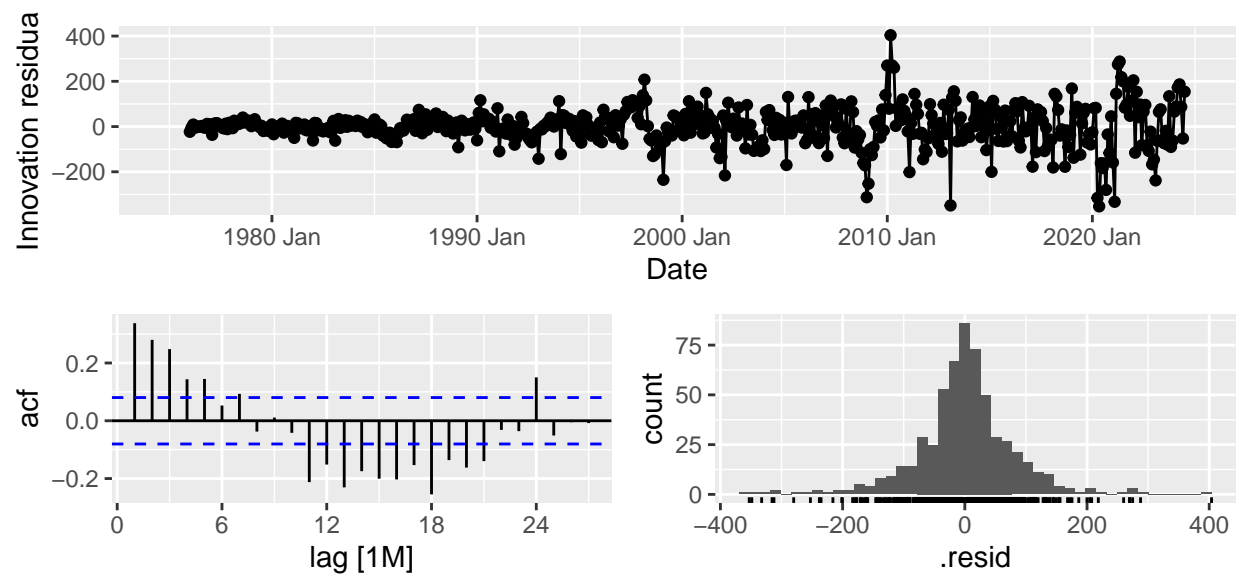 Innovation residua
400
200
0
−200
1980 Jan
1990 Jan
2000 Jan
2010 Jan
2020 Jan
Date
acf
0.2
0.0
−0.2
0
6
12
18
24
lag [1M]
count
75
50
25
0
−400
−200
0
200
400
.resid